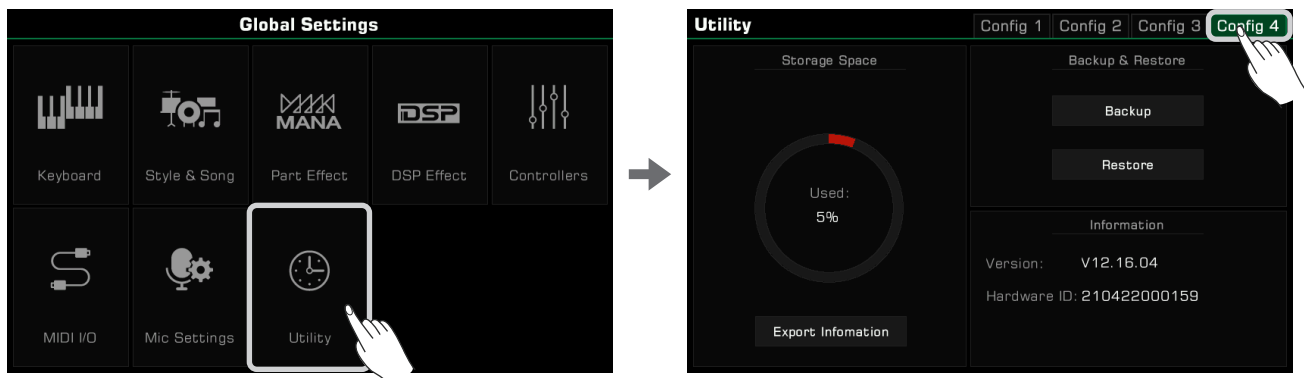 Global Settings
MANA
DSP
Keyboard
Style & Song
Part Effect
DSP Effect
Controllers
MIDI I/O
Mic Settings
Utility
Utility
Config 1
Config 2
Config 3
Config 4
Storage Space
Used:
5%
Export Infomation
Backup & Restore
Backup
Restore
Information
Version: V12.16.04
Hardware ID: 210422000159